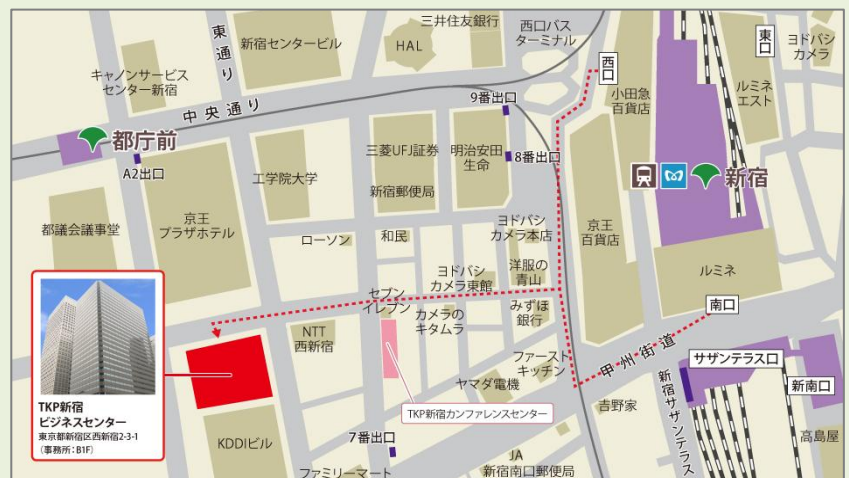 三井住友銀行
西口バス
ターミナル
東通り
新宿センタービル
HAL
西口
東口
ヨドバシ
カメラ
キャノンサービス
センター新宿
中央通り
9番出口
小田急
百貨店
ルミネ
エスト
都庁前
A2出口
三菱UFJ証券
明治安田
生命
8番出口
新宿
工学院大学
新宿郵便局
都議会議事堂
京王
プラザホテル
ローソン
和民
ヨドバシ
カメラ本店
京王
百貨店
ヨドバシ
カメラ東館
洋服の
青山
ルミネ
セブン
イレブン
カメラの
キタムラ
みずほ
銀行
南口
NTT
西新宿
甲州街道
サザンテラス口
ファースト
キッチン
新南口
ヤマダ電機
新宿サザンテラス
TKP新宿
ビジネスセンター
東京都新宿区西新宿2-3-1
(事務所:B1F)
TKP新宿カンファレンスセンター
吉野家
KDDIビル
7番出口
高島屋
JA
新宿南口郵便局
ファミリーマート